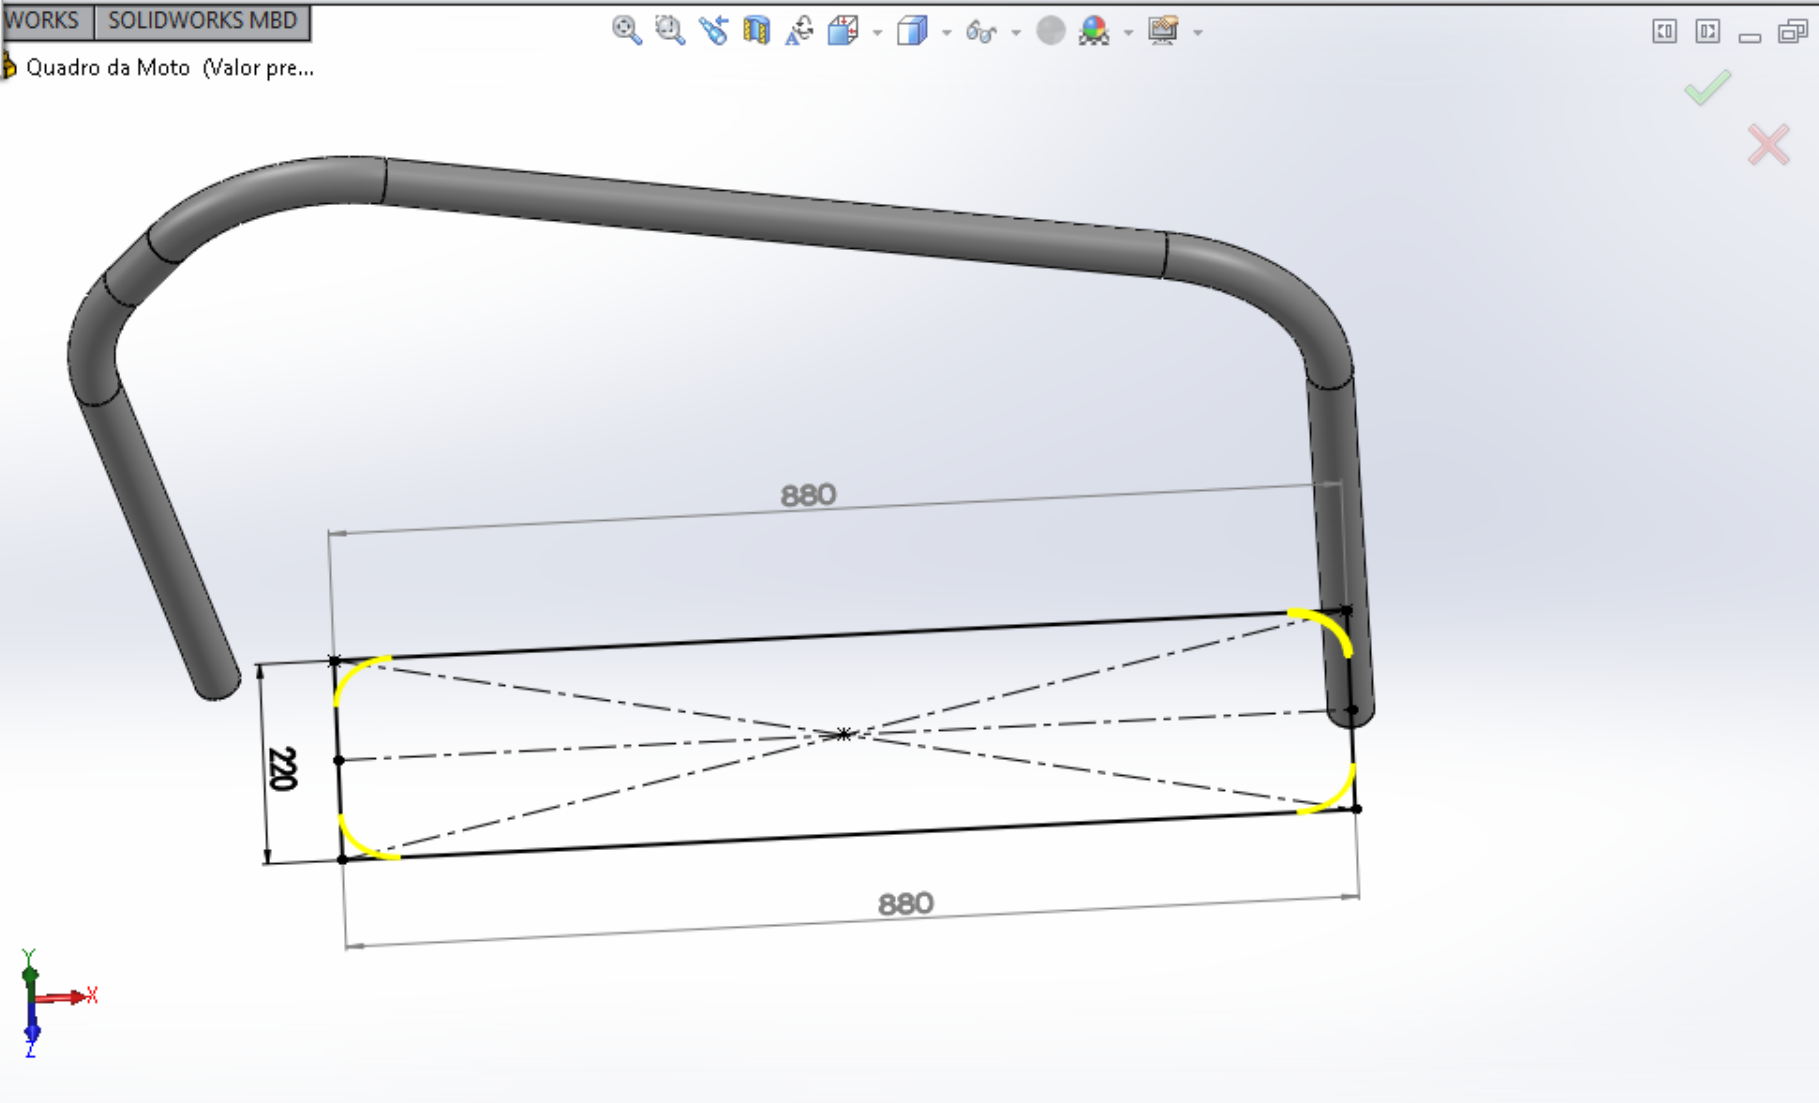 WORKS SOLIDWORKS MBD
Quadro da Moto (Valor pre...
880
220
880
Y
X
Z